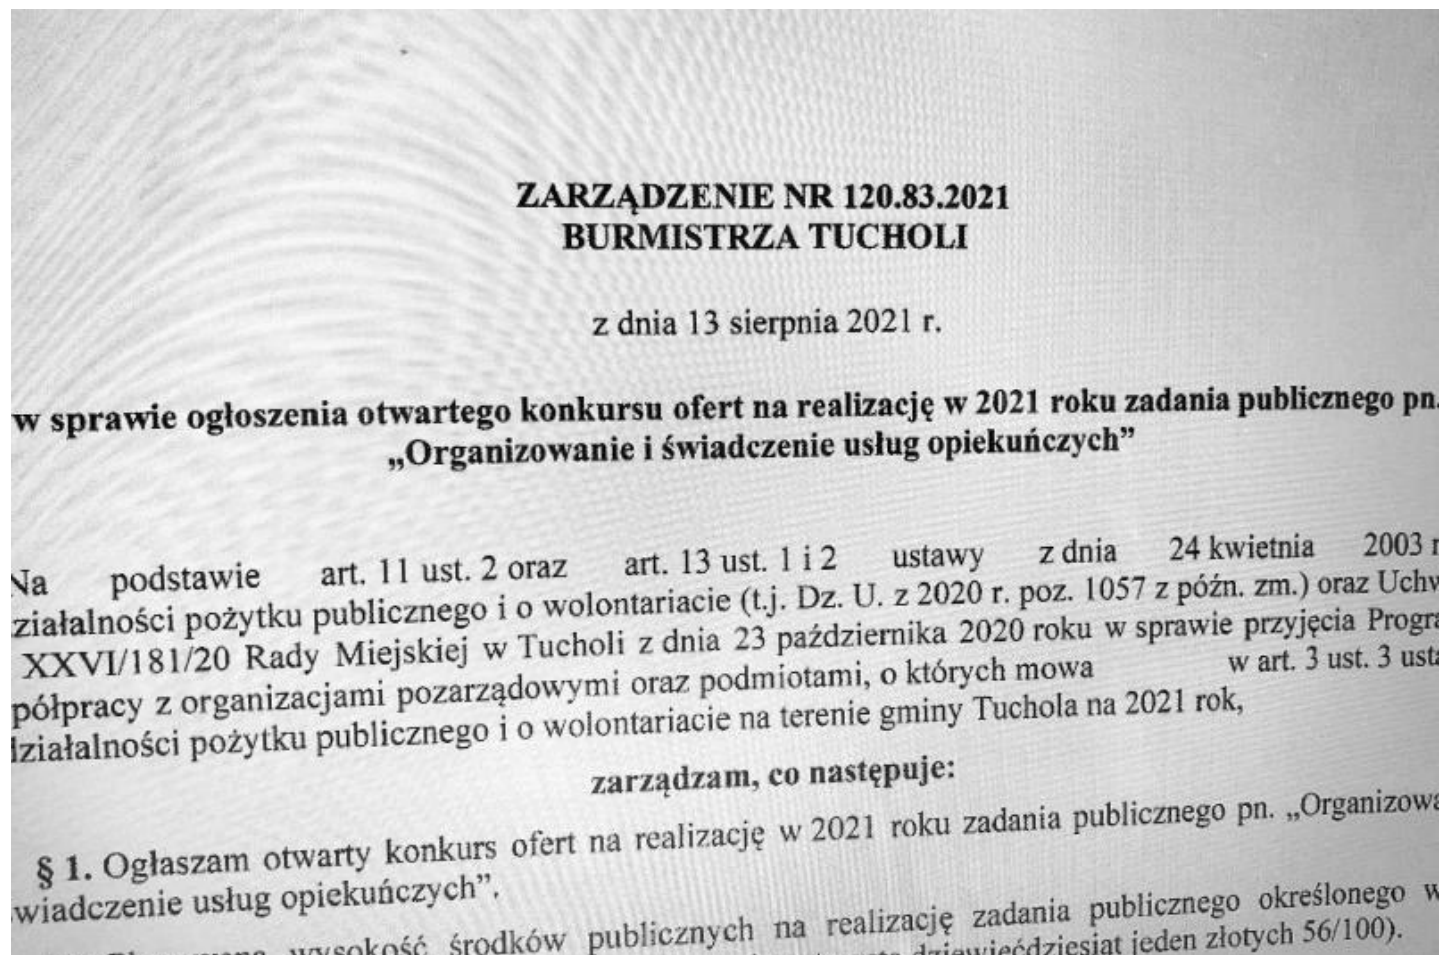 ZARZĄDZENIE NR 120.83.2021
BURMISTRZA TUCHOLI
z dnia 13 sierpnia 2021 r.
w sprawie ogłoszenia otwartego konkursu ofert na realizację w 2021 roku zadania publicznego pn.
„Organizowanie i świadczenie usług opiekuńczych”
Na podstawie art. 11 ust. 2 oraz art. 13 ust. 1 i 2 ustawy z dnia 24 kwietnia 2003 r
ziałalności pożytku publicznego i o wolontariacie (t.j. Dz. U. z 2020 r. poz. 1057 z późn. zm.) oraz Uchw
XXVI/181/20 Rady Miejskiej w Tucholi z dnia 23 października 2020 roku w sprawie przyjęcia Progra
półpracy z organizacjami pozarządowymi oraz podmiotami, o których mowa w art. 3 ust. 3 usta
działalności pożytku publicznego i o wolontariacie na terenie gminy Tuchola na 2021 rok,
zarządzam, co następuje:
§ 1. Ogłaszam otwarty konkurs ofert na realizację w 2021 roku zadania publicznego pn. „Organizowa
wiadczenie usług opiekuńczych”.
wysokość środków publicznych na realizację zadania publicznego określonego w
dziewięćdziesiąt jeden złotych 56/100).